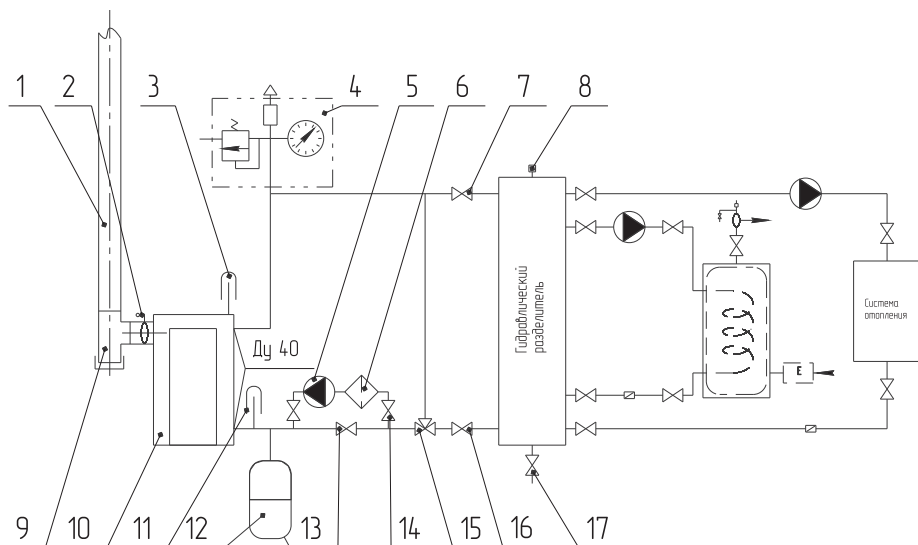 1 2 3 4 5 6 7 8
Ду 40
Гидравлический
разделитель
Система
отопления
E
9 10 11 12 13 14 15 16 17